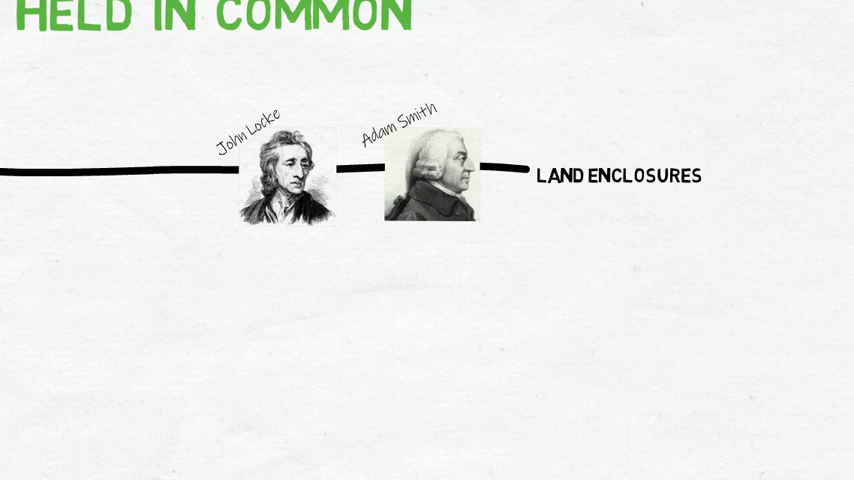 HELD IN COMMON
John Locke
Adam Smith
LAND ENCLOSURES